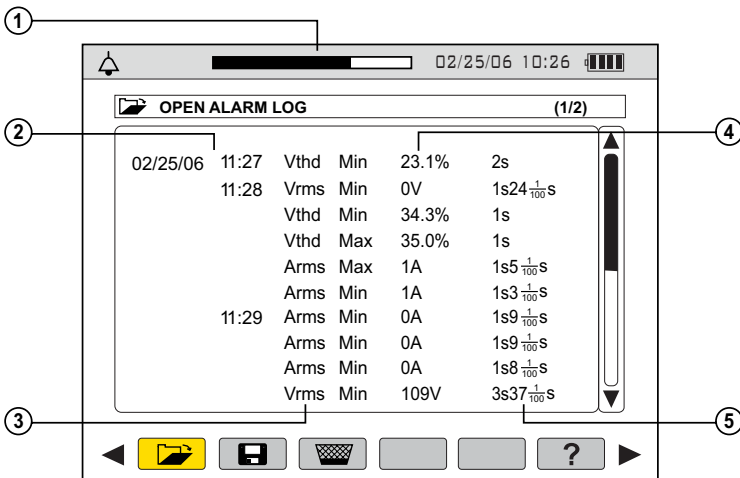 1
02/25/06 10:26
OPEN ALARM LOG (1/2)
2
4
02/25/06 11:27 Vthd Min 23.1% 2s
11:28 Vrms Min 0V 1s24 1/100 s
Vthd Min 34.3% 1s
Vthd Max 35.0% 1s
Arms Max 1A 1s5 1/100 s
Arms Min 1A 1s3 1/100 s
11:29 Arms Min 0A 1s9 1/100 s
Arms Min 0A 1s9 1/100 s
Arms Min 0A 1s8 1/100 s
Vrms Min 109V 3s37 1/100 s
3
5
?